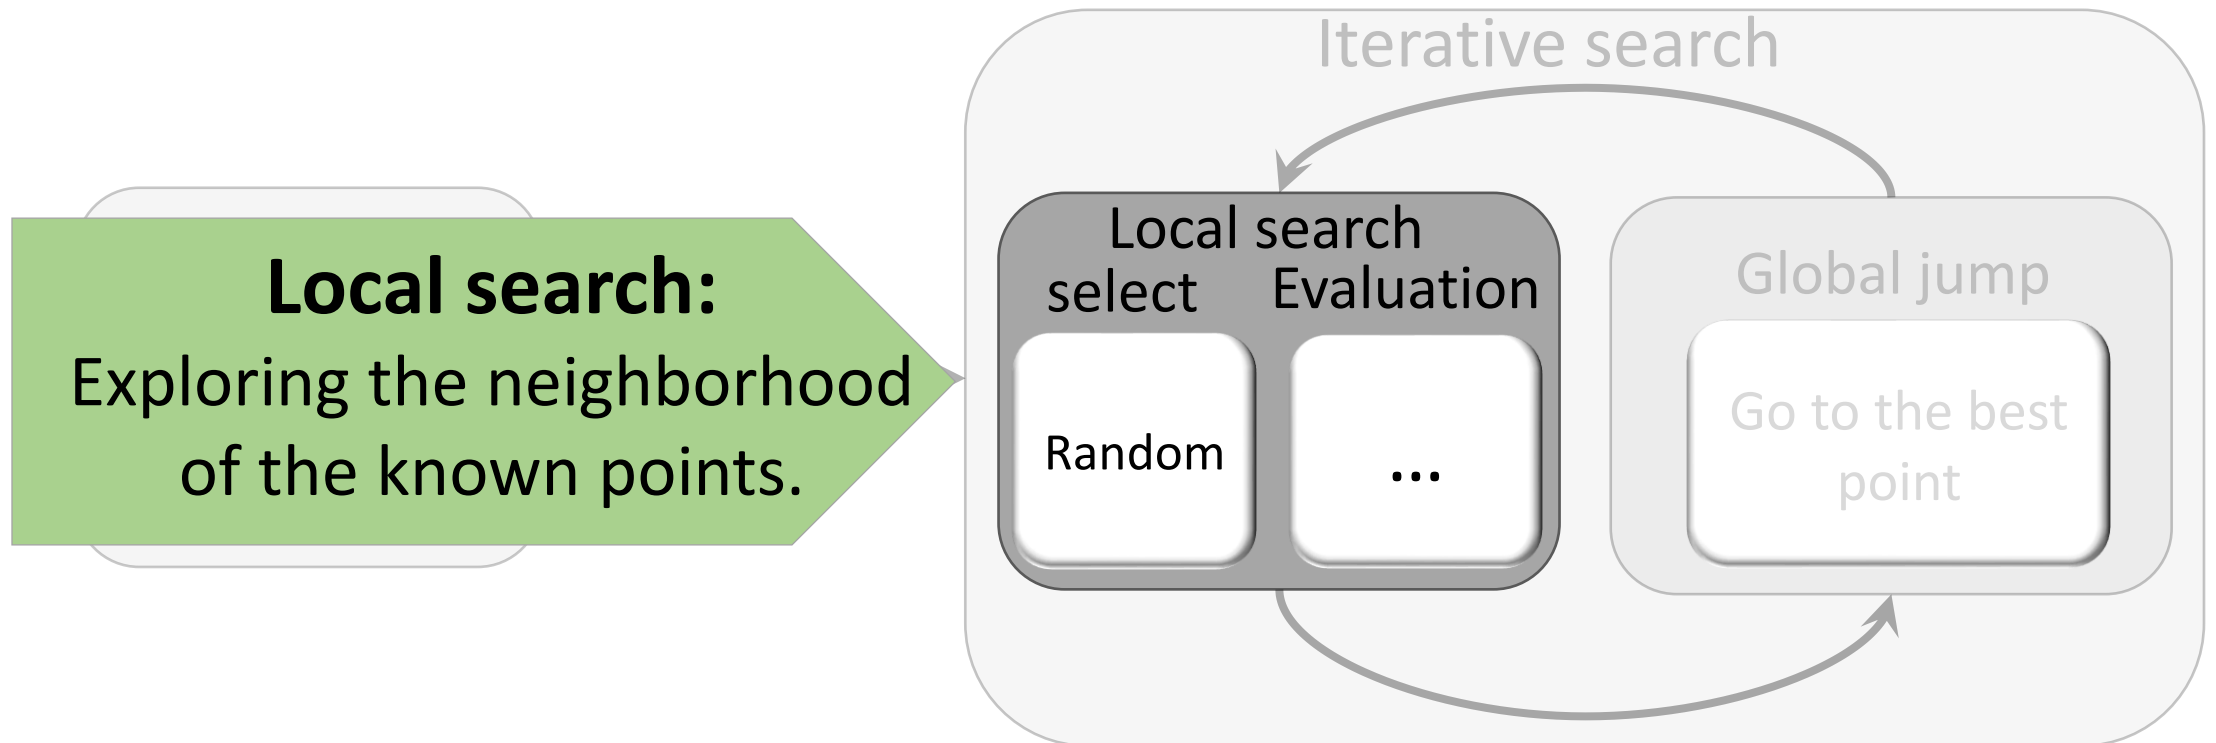 Iterative search
Local search:
Exploring the neighborhood
of the known points.
Local search
select
Evaluation
Random
...
Global jump
Go to the best
point